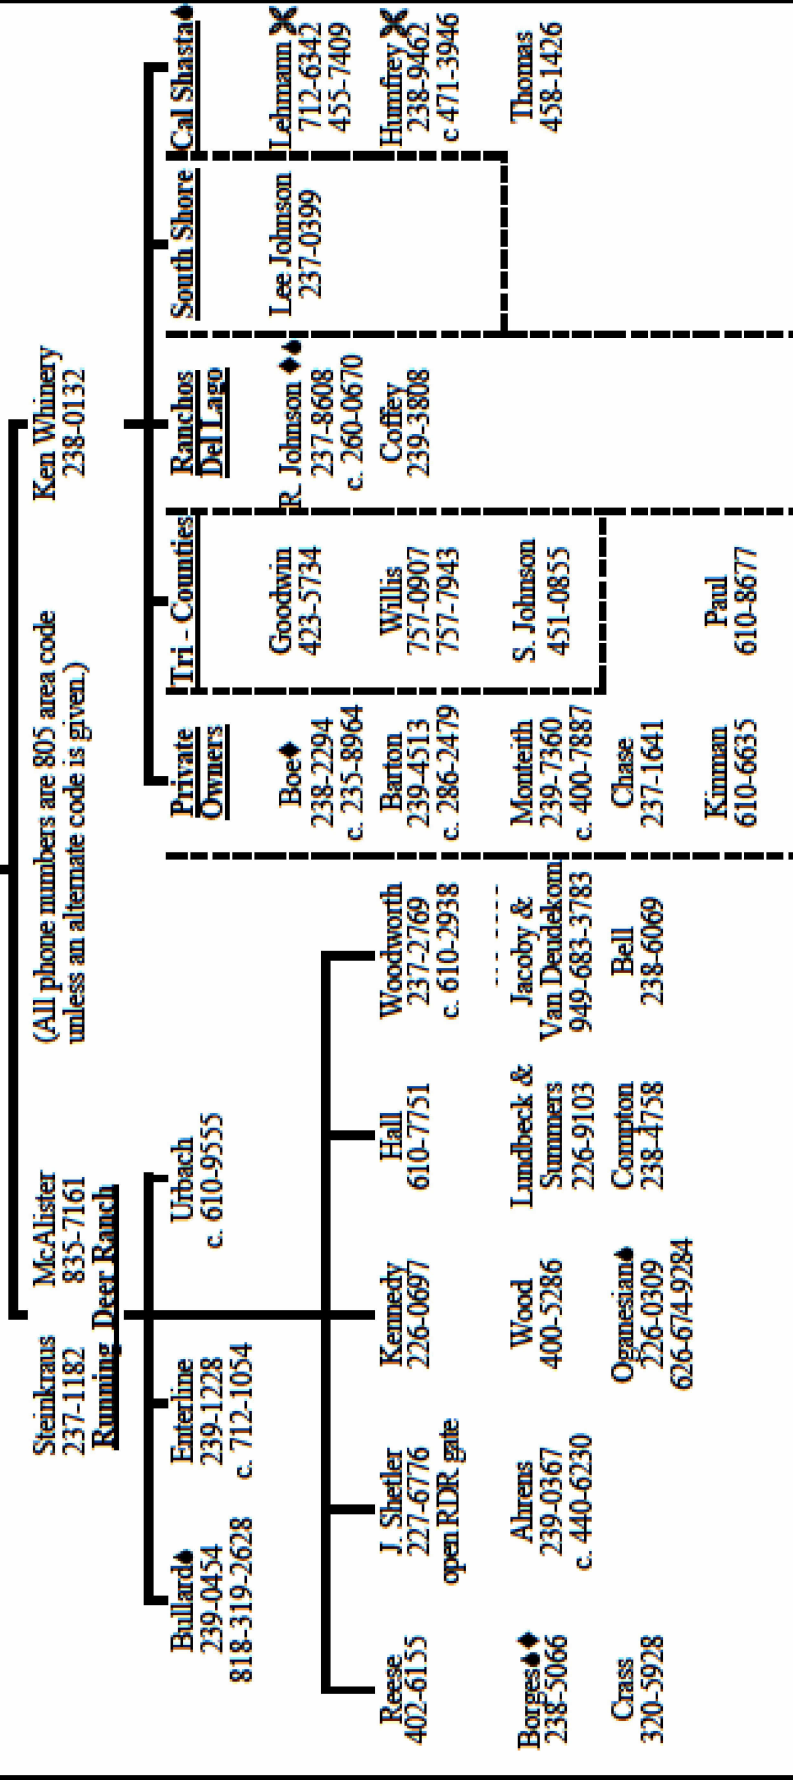 Steinkraus
237-1182
McAlister
835-7161
Running Deer Ranch
(All phone numbers are 805 area code
unless an alternate code is given.)
Ken Whinery
238-0132
Bullard♠
239-0454
818-319-2628
Enterline
239-1228
c. 712-1054
Urbach
c. 610-9555
Reese
402-6155
J. Shetler
227-6776
open RDR gate
Kennedy
226-0697
Hall
610-7751
Woodworth
237-2769
c. 610-2938
Borges♠♦
238-5066
Ahrens
239-0367
c. 440-6230
Wood
400-5286
Lundbeck &
Summers
226-9103
Jacoby &
Van Deudekom
949-683-3783
Crass
320-5928
Oganesian♠
226-0309
626-674-9284
Compton
238-4758
Bell
238-6069
Private
Owners
Boe♦
238-2294
c. 235-8964
Barton
239-4513
c. 286-2479
Monteith
239-7360
c. 400-7887
Chase
237-1641
Kinman
610-6635
Tri - Counties
Goodwin
423-5734
Willis
757-0907
757-7943
S. Johnson
451-0855
Paul
610-8677
Ranchos
Del Lago
R. Johnson ♦♠
237-8608
c. 260-0670
Coffey
239-3808
South Shore
Lee Johnson
237-0399
Cal Shasta♠
Lehmann
712-6342
455-7409
Humfrey
238-9462
c 471-3946
Thomas
458-1426